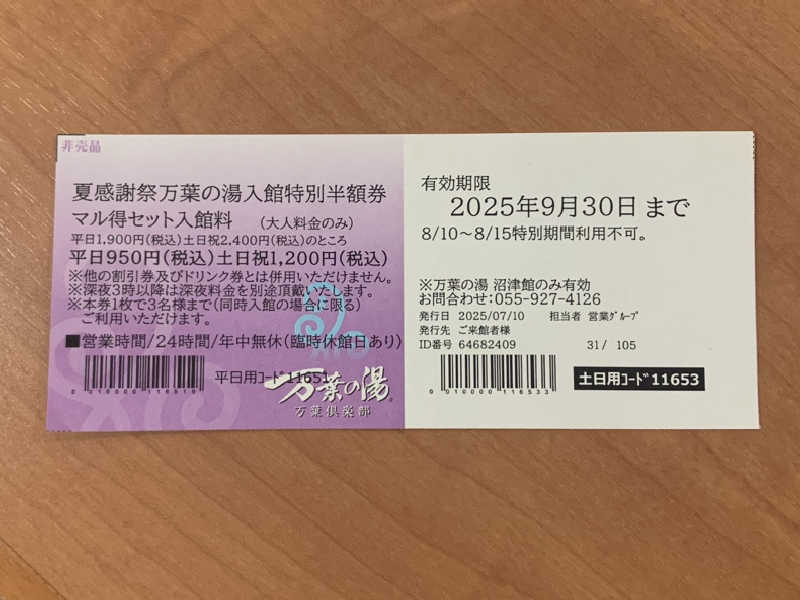 非売品
夏感謝祭万葉の湯入館特別半額券
マル得セット入館料 (大人料金のみ)
平日1,900円(税込)土日祝2,400円(税込)のところ
平日950円(税込)土日祝1,200円(税込)
※他の割引券及びドリンク券とは併用いただけません。
※深夜3時以降は深夜料金を別途頂戴いたします。
※本券1枚で3名様まで(同時入館の場合に限る)
ご利用いただけます。
■営業時間/24時間/年中無休(臨時休館日あり)
平日用コード11651
万葉の湯
万葉倶楽部
有効期限
2025年9月30日 まで
8/10～8/15特別期間利用不可。
※万葉の湯 沼津館のみ有効
お問合わせ:055-927-4126
発行日 2025/07/10 担当者 営業グループ
発行先 ご来館者様
ID番号 64682409 31/ 105
0 010000 116533
土日用コード11653